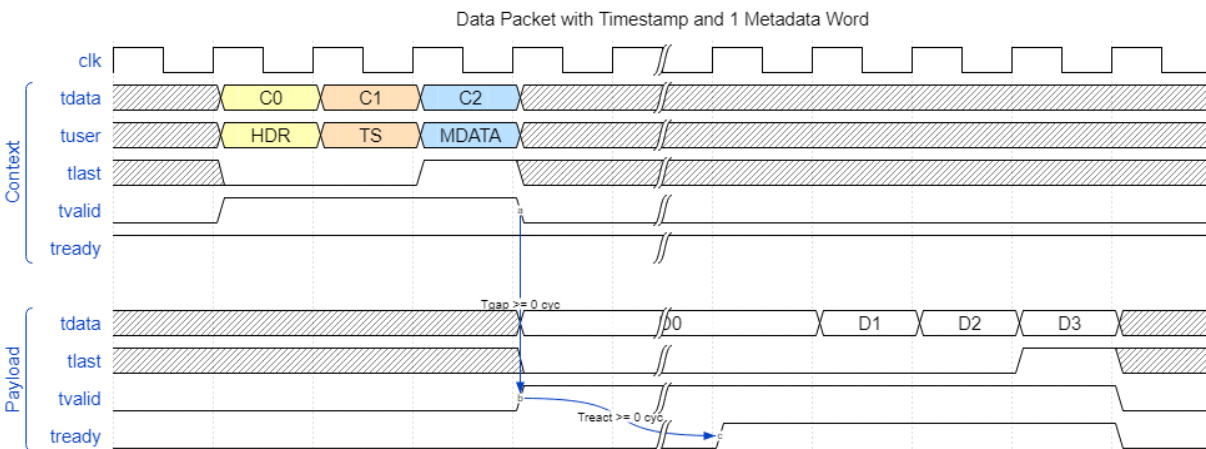 Data Packet with Timestamp and 1 Metadata Word
clk
Context
tdata C0 C1 C2
tuser HDR TS MDATA
tlast
tvalid a
tready
Tgap >= 0 cyc
Payload
tdata D0 D1 D2 D3
tlast
tvalid b
Treact >= 0 cyc
tready c